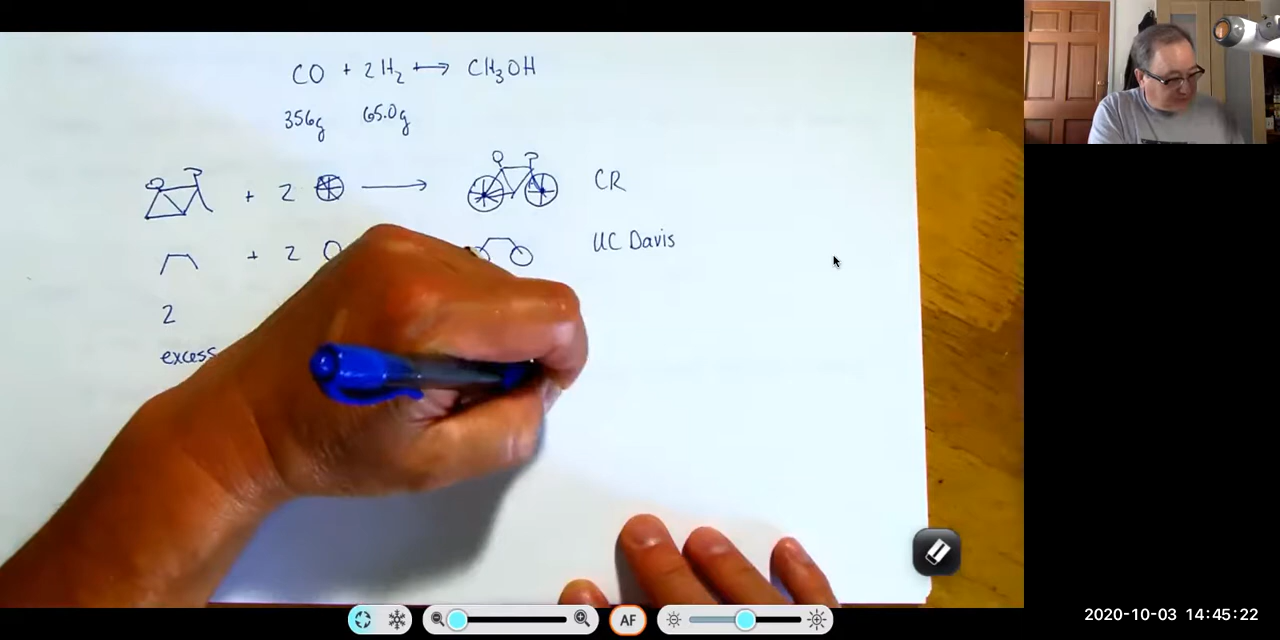 CO + 2H₂ ⟷ CH₃OH
356g 65.0g
+ 2 ⟶ CR
+ 2 UC Davis
2
excess
AF
2020-10-03 14:45:22